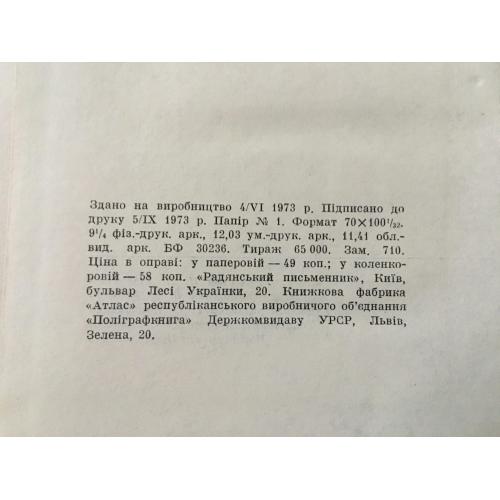 Здано на виробництво 4/VI 1973 р. Підписано до
друку 5/IX 1973 р. Папір № 1. Формат 70×100¹/₃₂.
9¹/₄ фіз.-друк. арк., 12,03 ум.-друк. арк., 11,41 обл.-
вид. арк. БФ 30236. Тираж 65 000. Зам. 710.
Ціна в оправі: у паперовій — 49 коп.; у коленко-
ровій — 58 коп. «Радянський письменник», Київ,
бульвар Лесі Українки, 20. Книжкова фабрика
«Атлас» республіканського виробничого об'єднання
«Поліграфкнига» Держкомвидаву УРСР, Львів,
Зелена, 20.